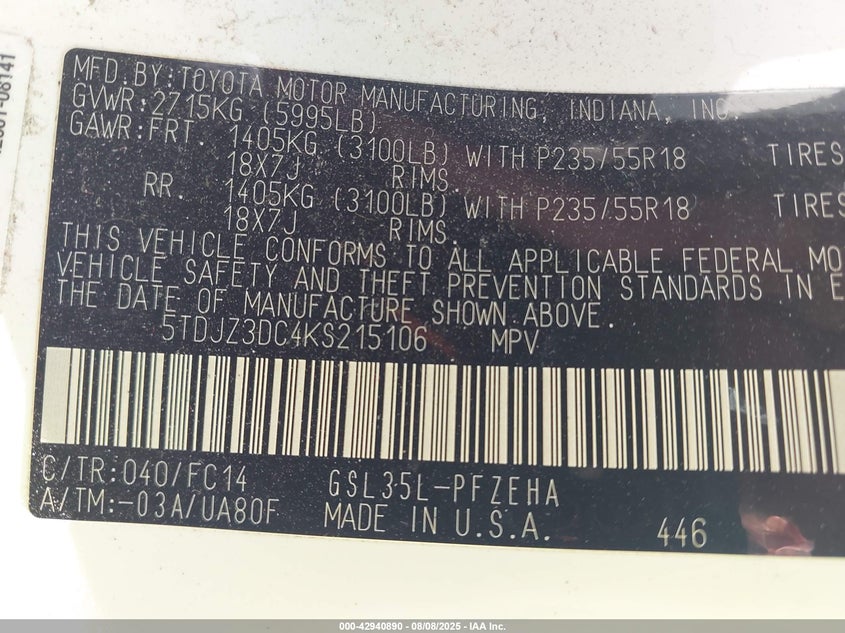 MFD. BY: TOYOTA MOTOR MANUFACTURING, INDIANA, INC.
GVWR: 2715KG (5995LB)
GAWR: FRT. 1405KG (3100LB) WITH P235/55R18 TIRES
18X7J RIMS.
RR. 1405KG (3100LB) WITH P235/55R18 TIRES
18X7J RIMS.
THIS VEHICLE CONFORMS TO ALL APPLICABLE FEDERAL MO
VEHICLE SAFETY AND THEFT PREVENTION STANDARDS IN E
THE DATE OF MANUFACTURE SHOWN ABOVE.
5TDJZ3DC4KS215106 MPV
C/TR: 040/FC14 GSL35L-PFZEHA
A/TM: -03A/UA80F MADE IN U.S.A. 446
000-42940890 - 08/08/2025 - IAA Inc.